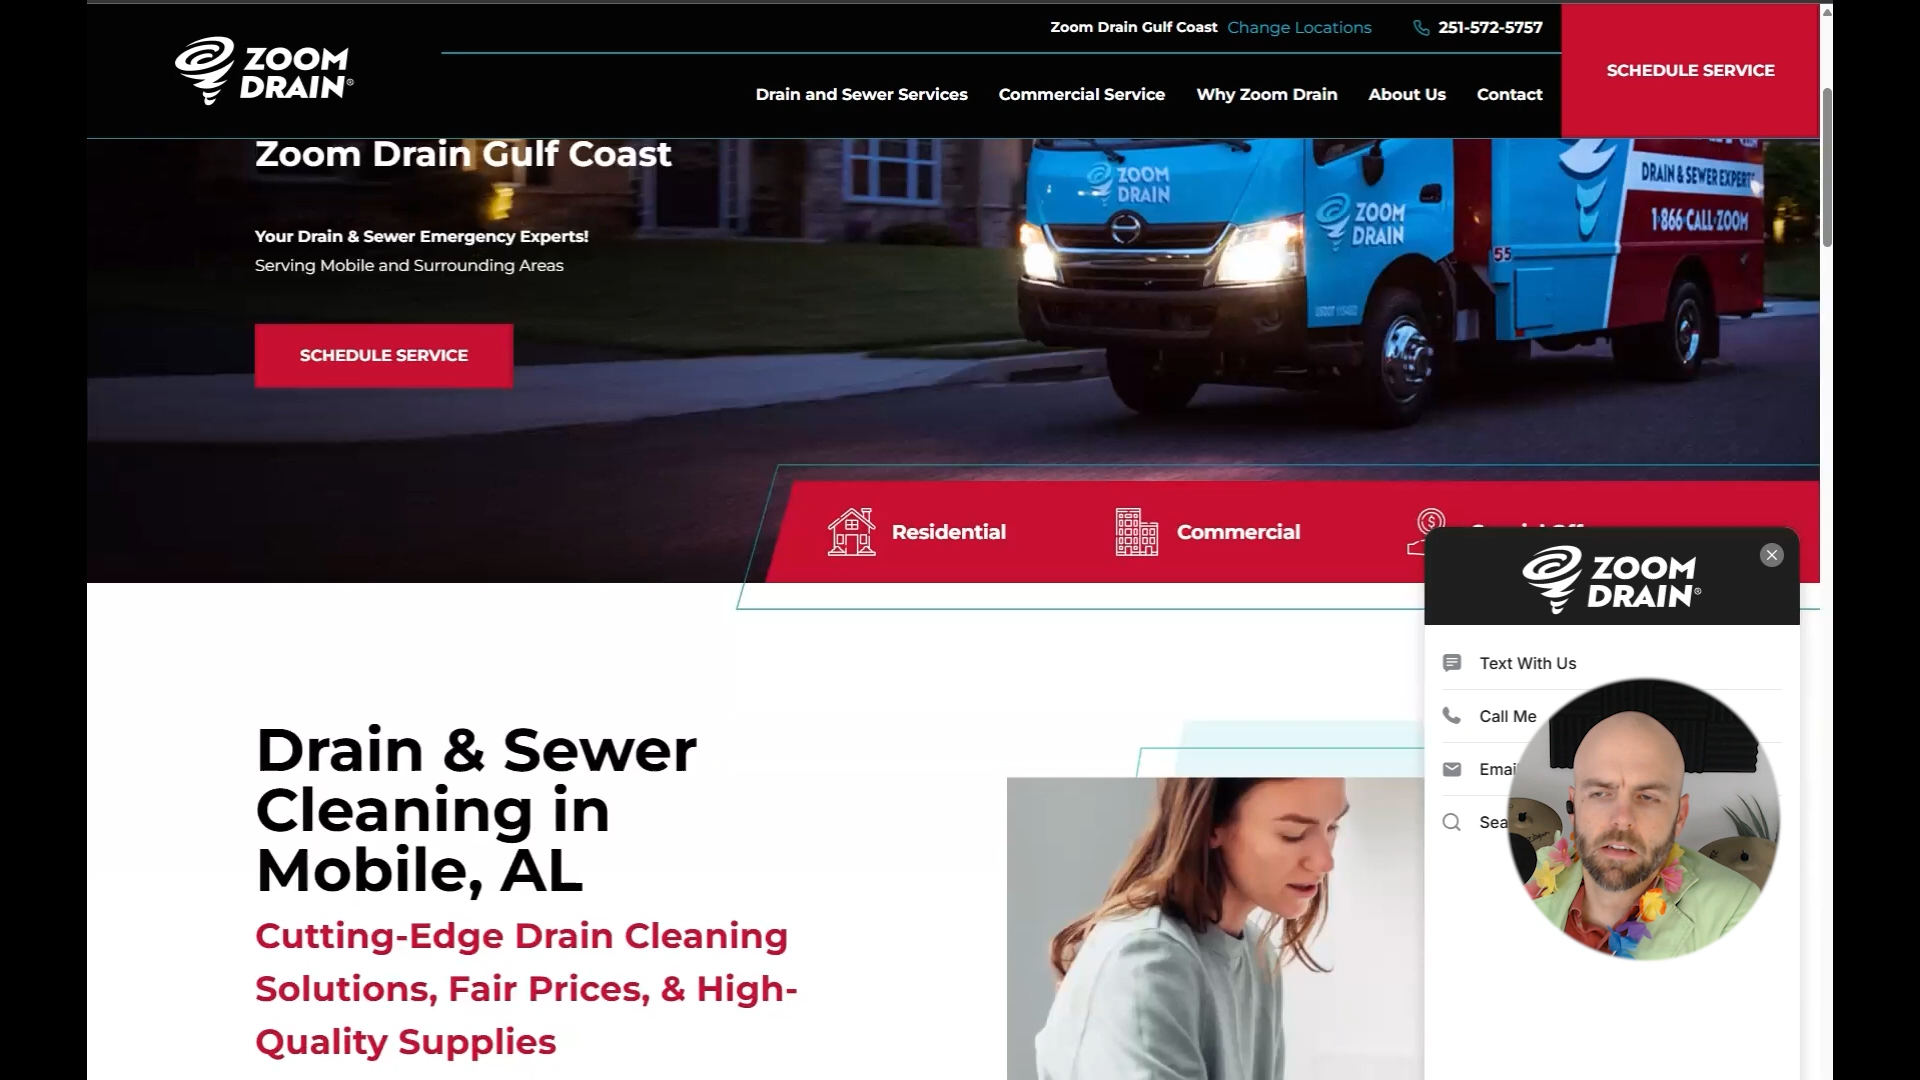 Zoom Drain Gulf Coast Change Locations 251-572-5757
ZOOM
DRAIN®
SCHEDULE SERVICE
Drain and Sewer Services Commercial Service Why Zoom Drain About Us Contact
Zoom Drain Gulf Coast
Your Drain & Sewer Emergency Experts!
Serving Mobile and Surrounding Areas
SCHEDULE SERVICE
ZOOM
DRAIN
ZOOM
DRAIN
DRAIN & SEWER EXPERTS
1·866 CALL·ZOOM
55
Residential Commercial
ZOOM
DRAIN®
Text With Us
Call Me
Drain & Sewer
Cleaning in
Mobile, AL
Cutting-Edge Drain Cleaning
Solutions, Fair Prices, & High-
Quality Supplies